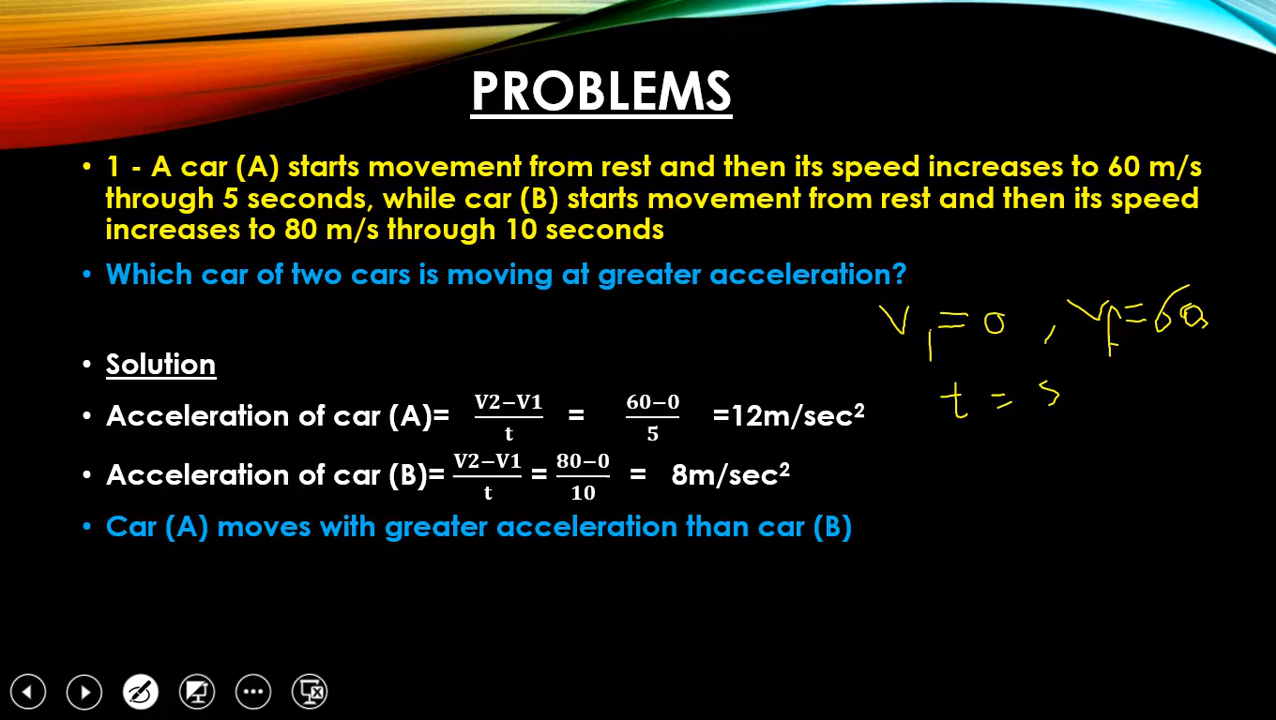 PROBLEMS
• 1 - A car (A) starts movement from rest and then its speed increases to 60 m/s
through 5 seconds, while car (B) starts movement from rest and then its speed
increases to 80 m/s through 10 seconds
• Which car of two cars is moving at greater acceleration?
V1 = 0 , Vf = 60
• Solution
t = 5
• Acceleration of car (A)= V2−V1/t = 60−0/5 =12m/sec²
• Acceleration of car (B)= V2−V1/t = 80−0/10 = 8m/sec²
• Car (A) moves with greater acceleration than car (B)